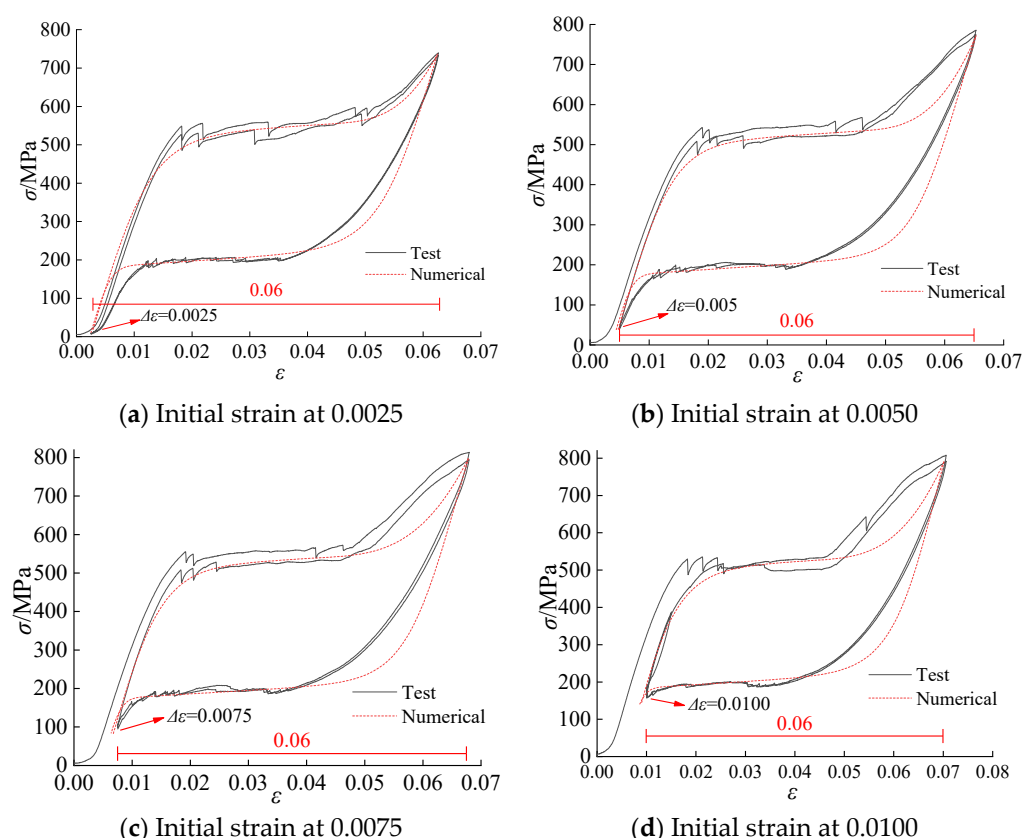 800
700
600
500
400
300
200
100
0
σ/MPa
Test
Numerical
0.06
Δε=0.0025
0.00 0.01 0.02 0.03 0.04 0.05 0.06 0.07
ε
(a) Initial strain at 0.0025
800
700
600
500
400
300
200
100
0
σ/MPa
Test
Numerical
Δε=0.005
0.06
0.00 0.01 0.02 0.03 0.04 0.05 0.06 0.07
ε
(b) Initial strain at 0.0050
800
700
600
500
400
300
200
100
0
σ/MPa
Test
Numerical
Δε=0.0075
0.06
0.00 0.01 0.02 0.03 0.04 0.05 0.06 0.07
ε
(c) Initial strain at 0.0075
800
700
600
500
400
300
200
100
0
σ/MPa
Test
Numerical
Δε=0.0100
0.06
0.00 0.01 0.02 0.03 0.04 0.05 0.06 0.07 0.08
ε
(d) Initial strain at 0.0100